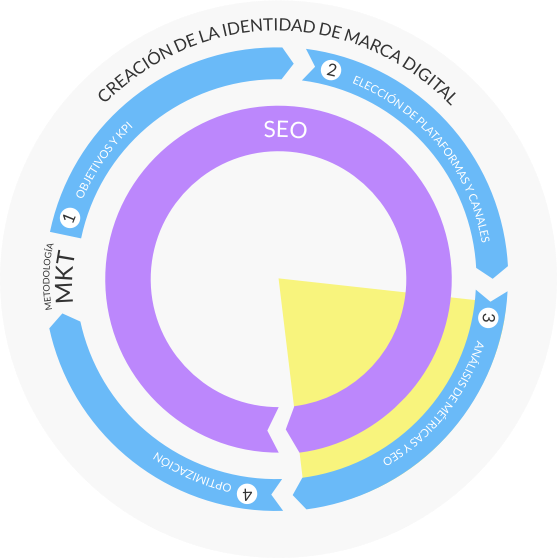 CREACIÓN DE LA IDENTIDAD DE MARCA DIGITAL
METODOLOGÍA
MKT
1 OBJETIVOS Y KPI
2 ELECCIÓN DE PLATAFORMAS Y CANALES
3 ANÁLISIS DE MÉTRICAS Y SEO
4 OPTIMIZACIÓN
SEO